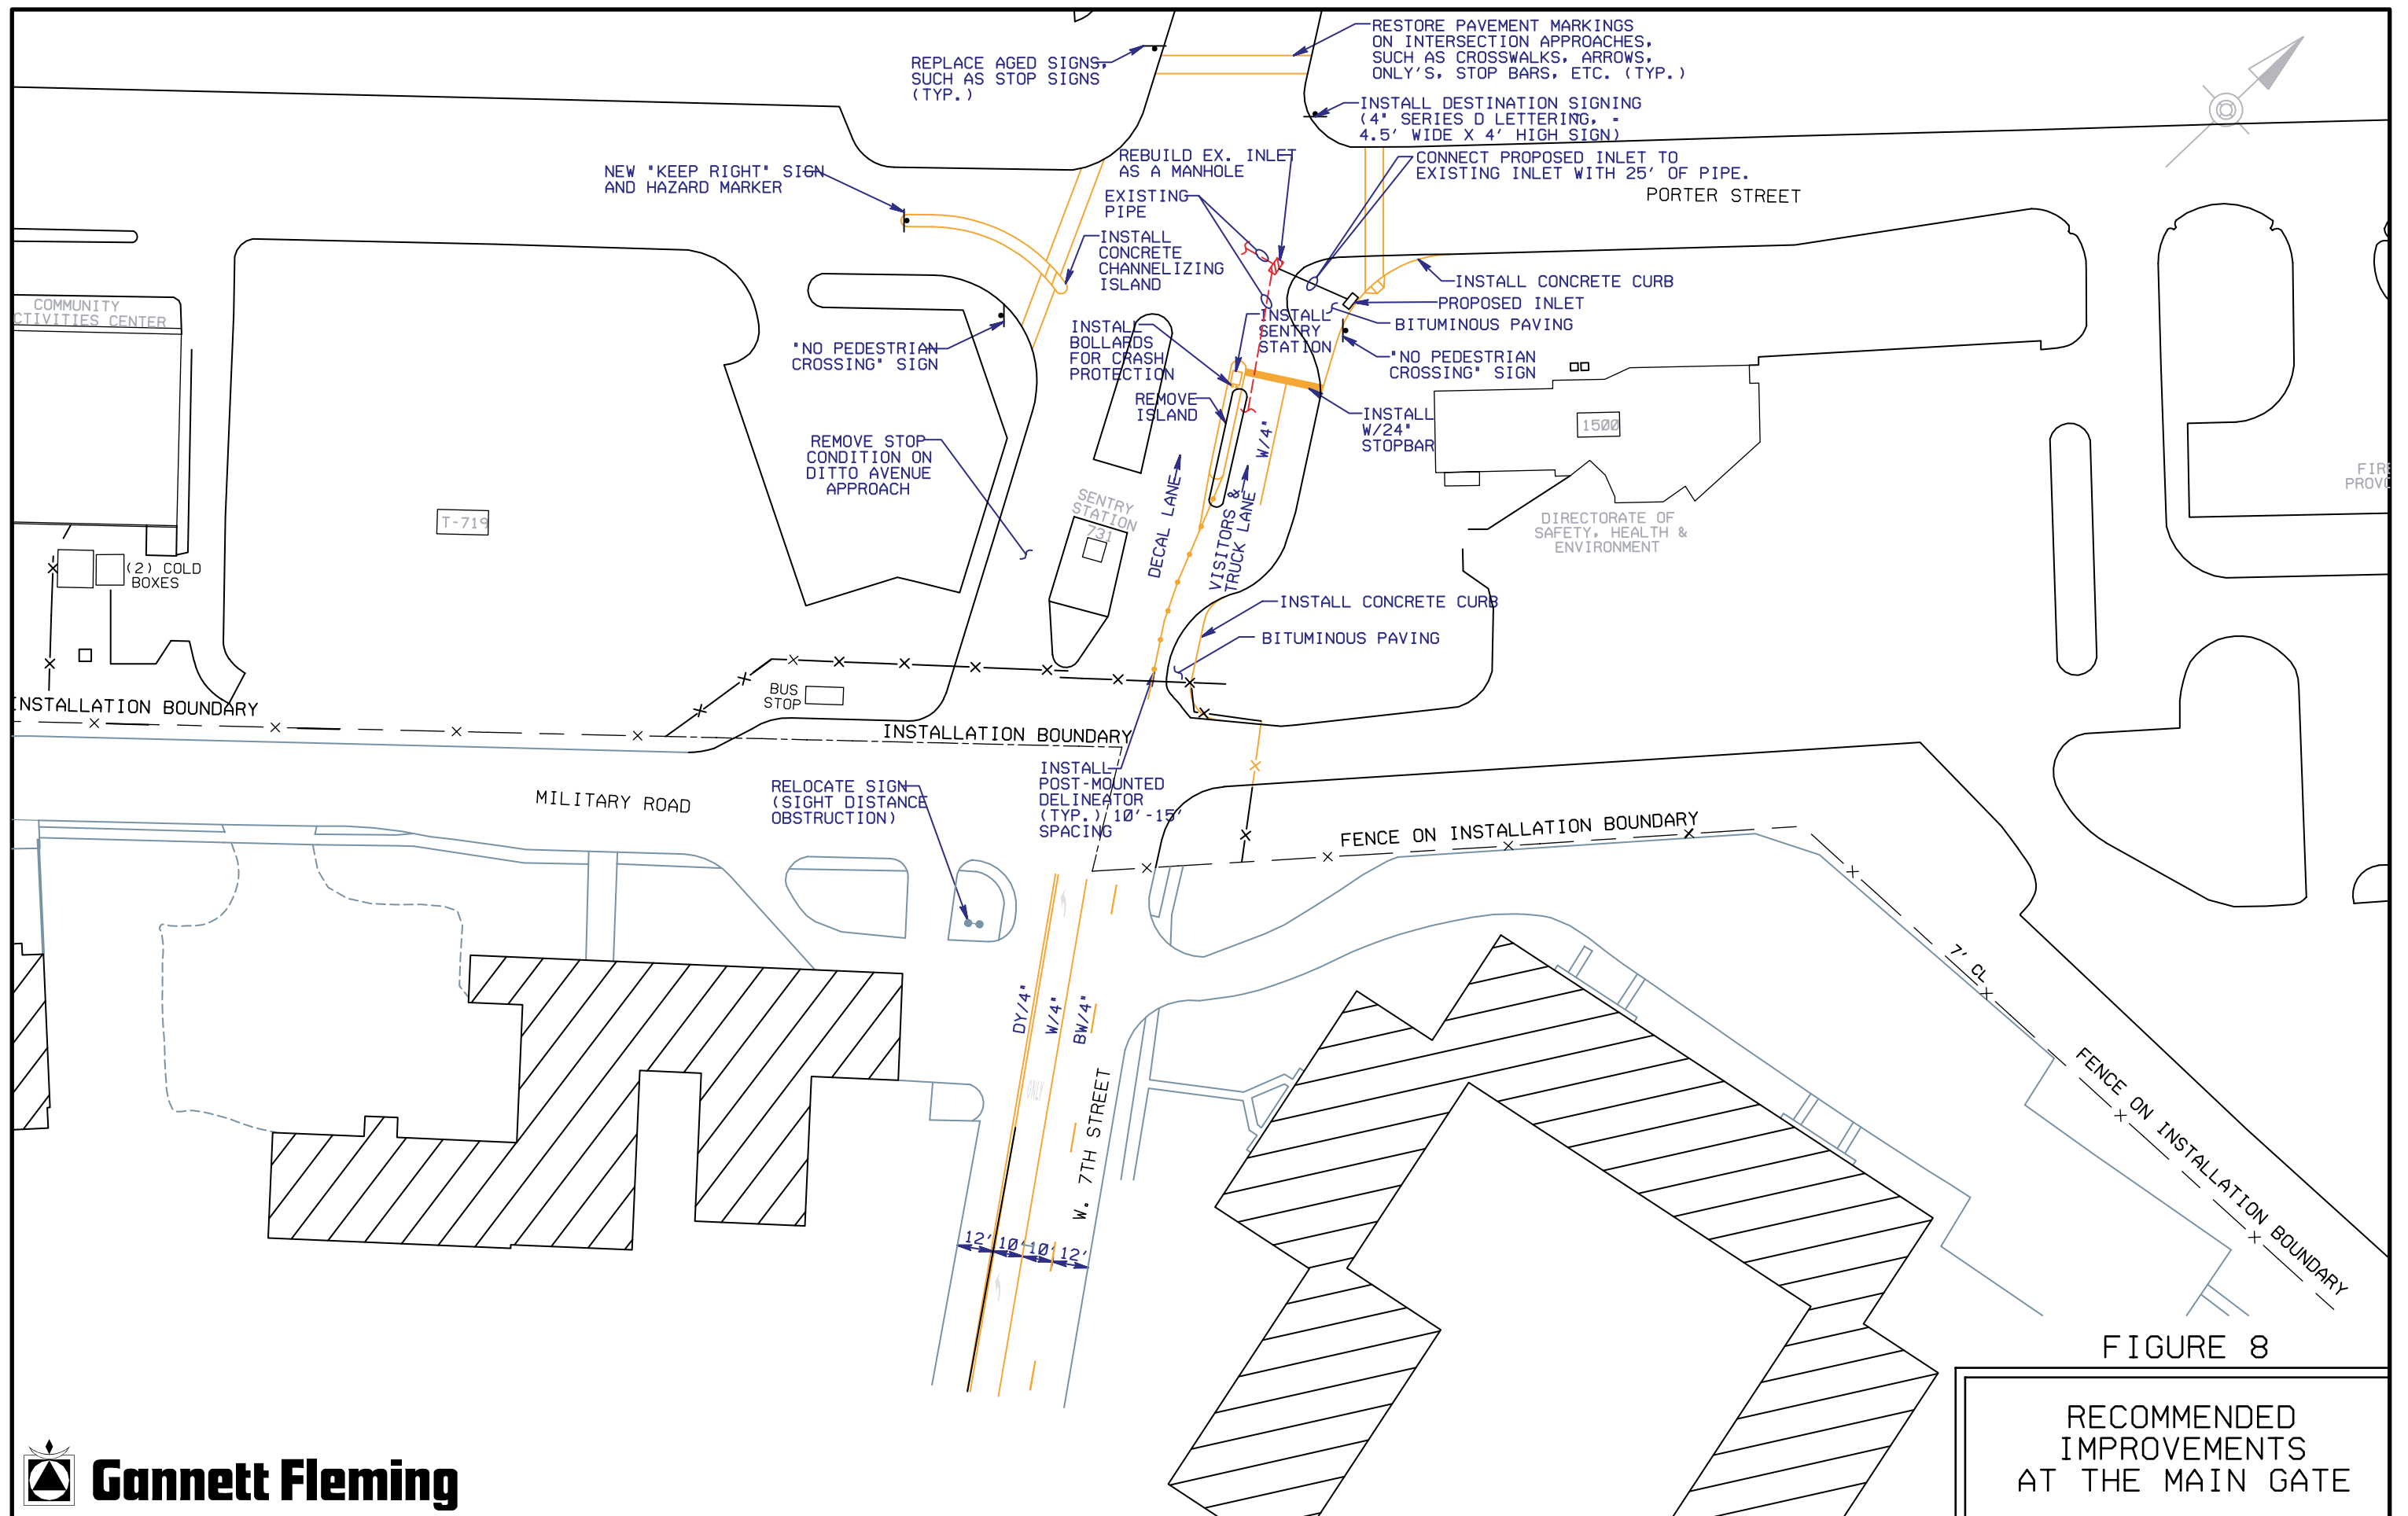 RESTORE PAVEMENT MARKINGS
ON INTERSECTION APPROACHES,
SUCH AS CROSSWALKS, ARROWS,
ONLY'S, STOP BARS, ETC. (TYP.)
REPLACE AGED SIGNS,
SUCH AS STOP SIGNS
(TYP.)
INSTALL DESTINATION SIGNING
(4" SERIES D LETTERING, -
4.5' WIDE X 4' HIGH SIGN)
REBUILD EX. INLET
AS A MANHOLE
CONNECT PROPOSED INLET TO
EXISTING INLET WITH 25' OF PIPE.
PORTER STREET
NEW "KEEP RIGHT" SIGN
AND HAZARD MARKER
EXISTING
PIPE
INSTALL
CONCRETE
CHANNELIZING
ISLAND
INSTALL CONCRETE CURB
PROPOSED INLET
BITUMINOUS PAVING
COMMUNITY
CTIVITIES CENTER
INSTALL
SENTRY
STATION
INSTALL
BOLLARDS
FOR CRASH
PROTECTION
"NO PEDESTRIAN
CROSSING" SIGN
"NO PEDESTRIAN
CROSSING" SIGN
REMOVE
ISLAND
INSTALL
W/24"
STOPBAR
W/4"
1500
REMOVE STOP
CONDITION ON
DITTO AVENUE
APPROACH
SENTRY
STATION
731
DECAL LANE
VISITORS &
TRUCK LANE
T-719
DIRECTORATE OF
SAFETY, HEALTH &
ENVIRONMENT
FIR
PROVO
(2) COLD
BOXES
INSTALL CONCRETE CURB
BITUMINOUS PAVING
BUS
STOP
INSTALLATION BOUNDARY
INSTALLATION BOUNDARY
MILITARY ROAD
RELOCATE SIGN
(SIGHT DISTANCE
OBSTRUCTION)
INSTALL
POST-MOUNTED
DELINEATOR
(TYP.) 10'-15'
SPACING
FENCE ON INSTALLATION BOUNDARY
7' CL
FENCE ON INSTALLATION BOUNDARY
DY/4"
W/4"
BW/4"
ONLY
W. 7TH STREET
12' 10' 10' 12'
FIGURE 8
RECOMMENDED
IMPROVEMENTS
AT THE MAIN GATE
Gannett Fleming